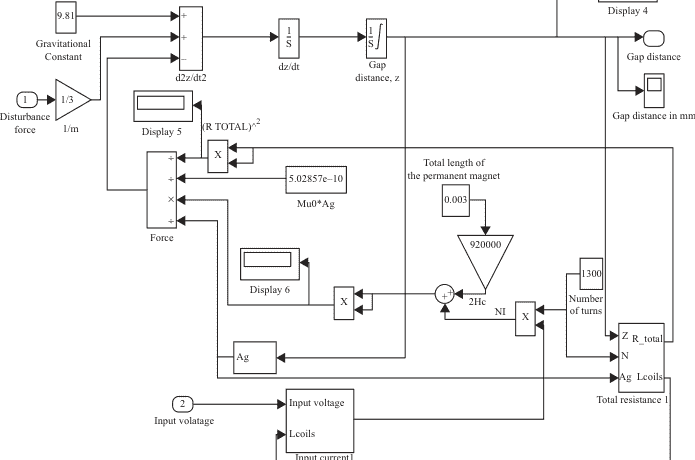 9.81
Gravitational
Constant
+
+
−
d2z/dt2
1
S
dz/dt
1
S
Gap
distance, z
Display 4
Gap distance
Gap distance in mm
1
Disturbance
force
1/3
1/m
Display 5
(R TOTAL)^2
X
÷
÷
×
÷
Force
5.02857e–10
Mu0*Ag
Total length of
the permanent magnet
0.003
920000
2Hc
Display 6
X
+
+
NI
X
1300
Number
of turns
Ag
Z
R_total
N
Ag
Lcoils
Total resistance 1
2
Input volatage
Input voltage
Lcoils
Input current1